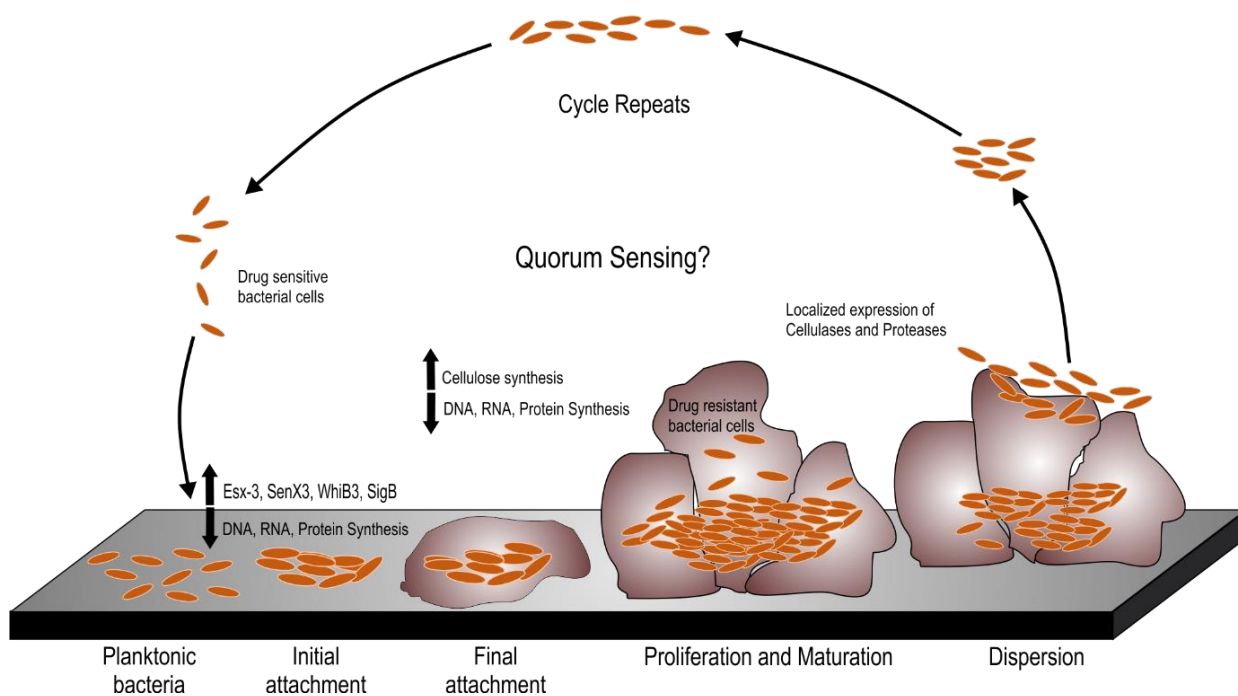 Cycle Repeats
Quorum Sensing?
Drug sensitive
bacterial cells
Localized expression of
Cellulases and Proteases
Cellulose synthesis
DNA, RNA, Protein Synthesis
Drug resistant
bacterial cells
Esx-3, SenX3, WhiB3, SigB
DNA, RNA, Protein Synthesis
Planktonic
bacteria
Initial
attachment
Final
attachment
Proliferation and Maturation
Dispersion